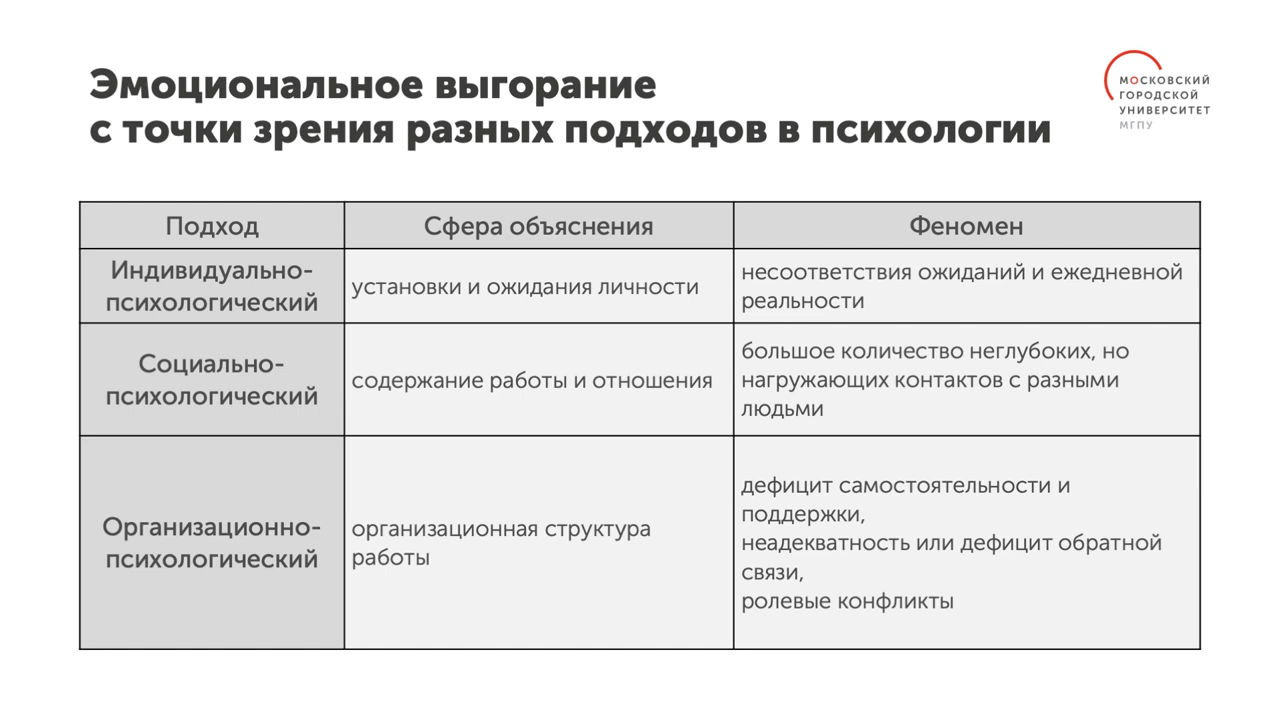 Эмоциональное выгорание
с точки зрения разных подходов в психологии
МОСКОВСКИЙ
ГОРОДСКОЙ
УНИВЕРСИТЕТ
МГПУ
Подход
Сфера объяснения
Феномен
Индивидуально-
психологический
установки и ожидания личности
несоответствия ожиданий и ежедневной
реальности
Социально-
психологический
содержание работы и отношения
большое количество неглубоких, но
нагружающих контактов с разными
людьми
Организационно-
психологический
организационная структура
работы
дефицит самостоятельности и
поддержки,
неадекватность или дефицит обратной
связи,
ролевые конфликты